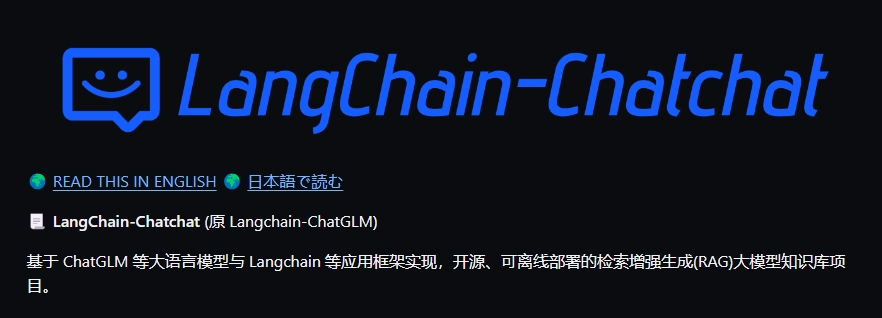 LangChain-Chatchat
READ THIS IN ENGLISH 日本語で読む
LangChain-Chatchat (原 Langchain-ChatGLM)
基于 ChatGLM 等大语言模型与 Langchain 等应用框架实现，开源、可离线部署的检索增强生成(RAG)大模型知识库项
目。